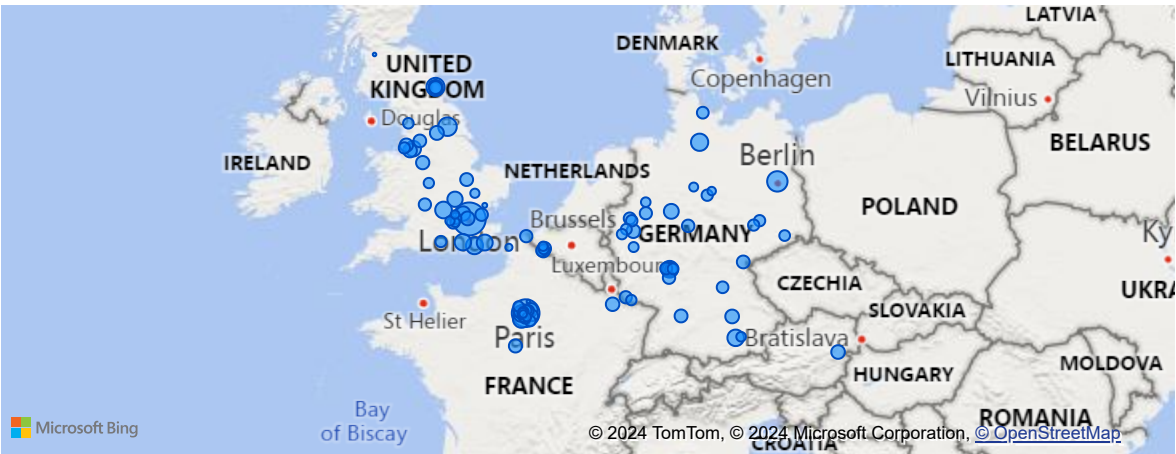 LATVIA
DENMARK
LITHUANIA
UNITED
KINGDOM
Copenhagen
Vilnius
Douglas
BELARUS
IRELAND
NETHERLANDS
Berlin
POLAND
Brussels
GERMANY
London
Ky
Luxembour
CZECHIA
UKRA
SLOVAKIA
St Helier
Paris
Bratislava
MOLDOVA
HUNGARY
FRANCE
Bay
of Biscay
ROMANIA
Microsoft Bing
© 2024 TomTom, © 2024 Microsoft Corporation, © OpenStreetMap
CROATIA